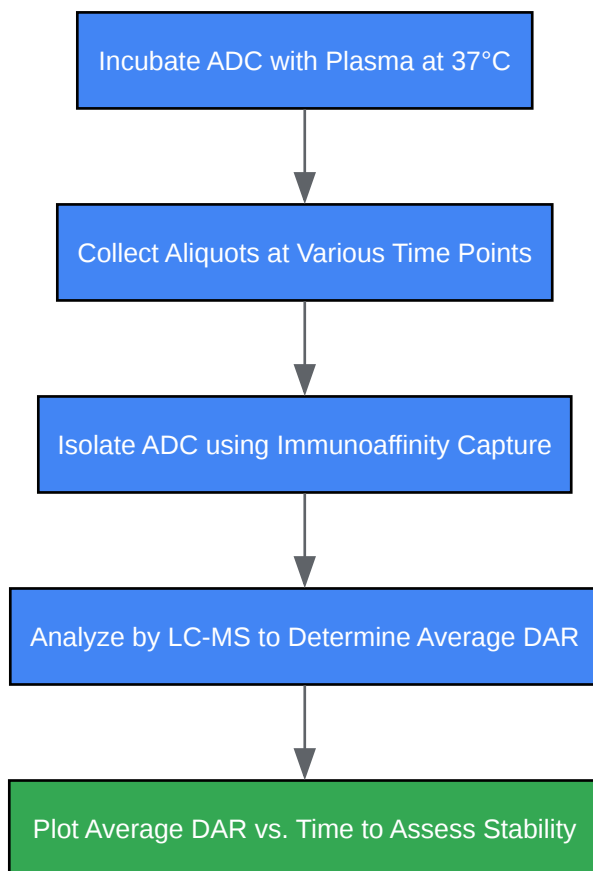 Incubate ADC with Plasma at 37°C
Collect Aliquots at Various Time Points
Isolate ADC using Immunoaffinity Capture
Analyze by LC-MS to Determine Average DAR
Plot Average DAR vs. Time to Assess Stability